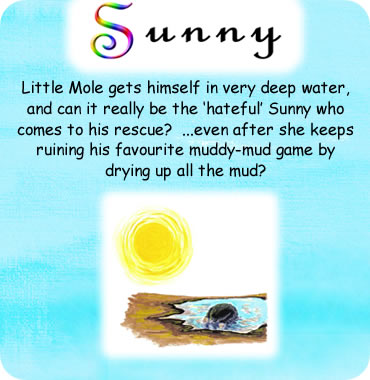 Sunny
Little Mole gets himself in very deep water,
and can it really be the ‘hateful’ Sunny who
comes to his rescue?  ...even after she keeps
ruining his favourite muddy-mud game by
drying up all the mud?